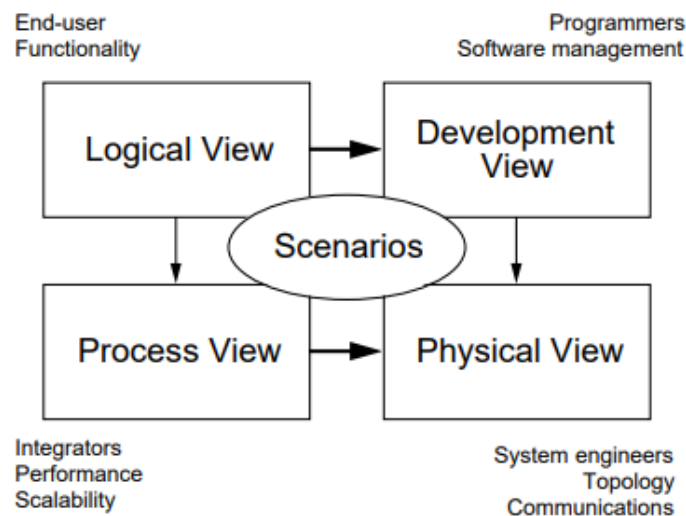 End-user
Functionality
Programmers
Software management
Logical View
Development
View
Scenarios
Process View
Physical View
Integrators
Performance
Scalability
System engineers
Topology
Communications